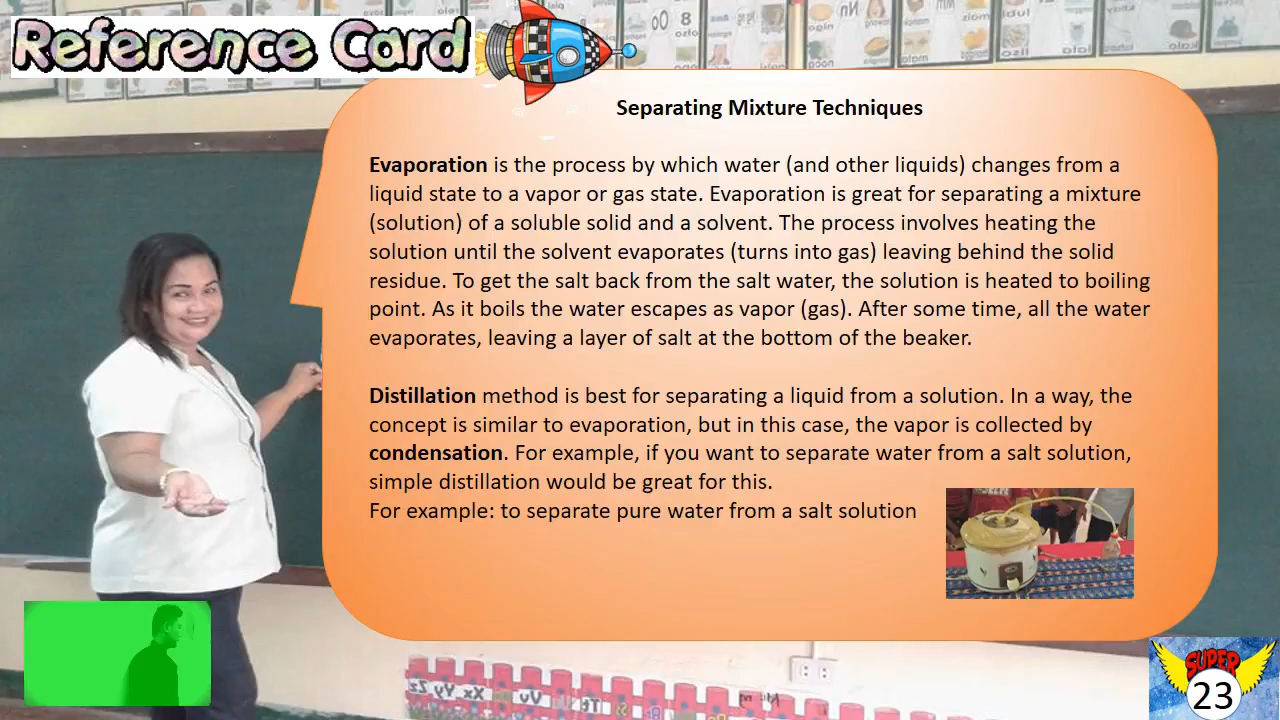 Reference Card
Separating Mixture Techniques
Evaporation is the process by which water (and other liquids) changes from a
liquid state to a vapor or gas state. Evaporation is great for separating a mixture
(solution) of a soluble solid and a solvent. The process involves heating the
solution until the solvent evaporates (turns into gas) leaving behind the solid
residue. To get the salt back from the salt water, the solution is heated to boiling
point. As it boils the water escapes as vapor (gas). After some time, all the water
evaporates, leaving a layer of salt at the bottom of the beaker.
Distillation method is best for separating a liquid from a solution. In a way, the
concept is similar to evaporation, but in this case, the vapor is collected by
condensation. For example, if you want to separate water from a salt solution,
simple distillation would be great for this.
For example: to separate pure water from a salt solution
SUPER
23